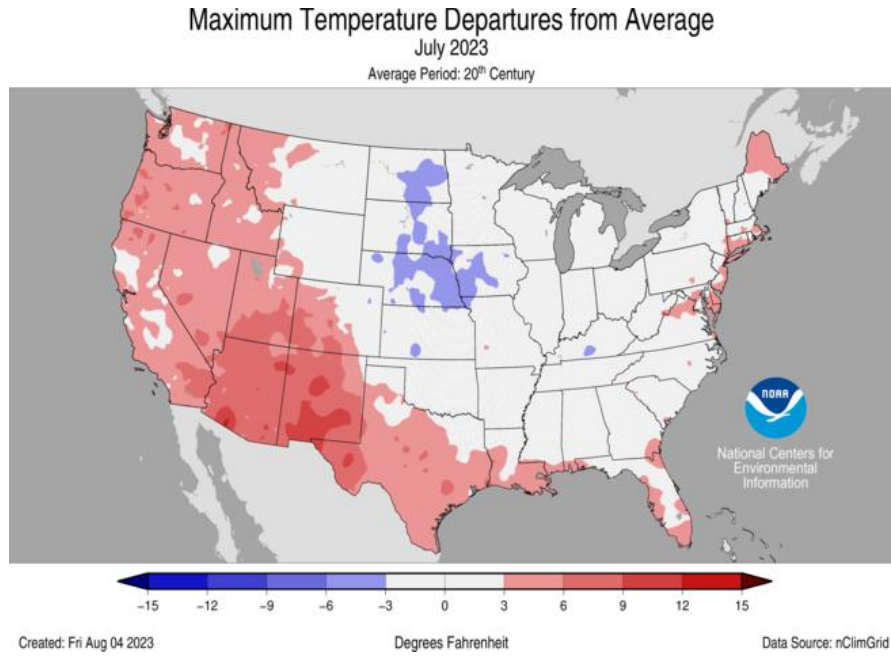 Maximum Temperature Departures from Average
July 2023
Average Period: 20th Century
NOAA
National Centers for
Environmental
Information
−15 −12 −9 −6 −3 0 3 6 9 12 15
Created: Fri Aug 04 2023 Degrees Fahrenheit Data Source: nClimGrid